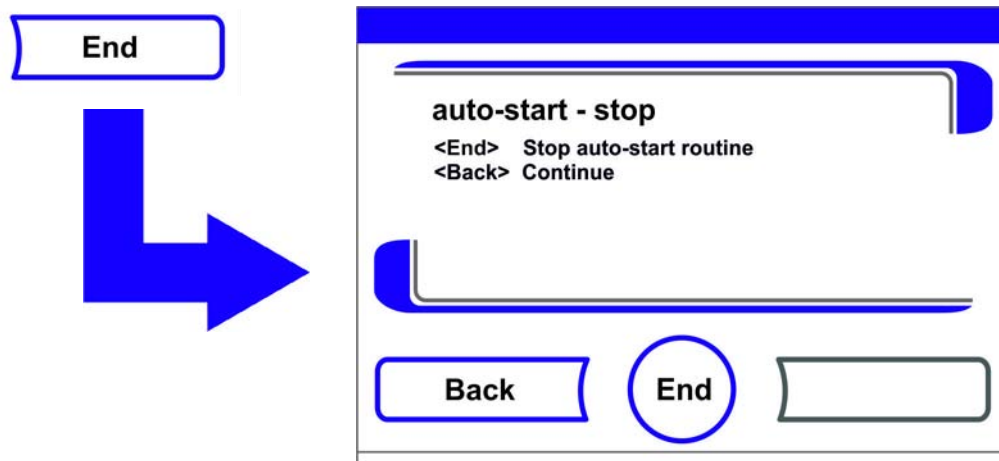 End
auto-start - stop
<End> Stop auto-start routine
<Back> Continue
Back
End